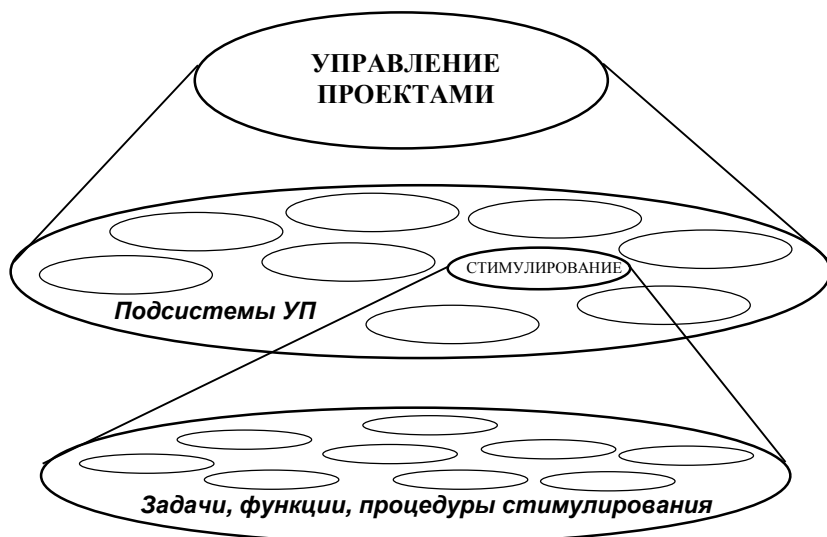 УПРАВЛЕНИЕ
ПРОЕКТАМИ
СТИМУЛИРОВАНИЕ
Подсистемы УП
Задачи, функции, процедуры стимулирования